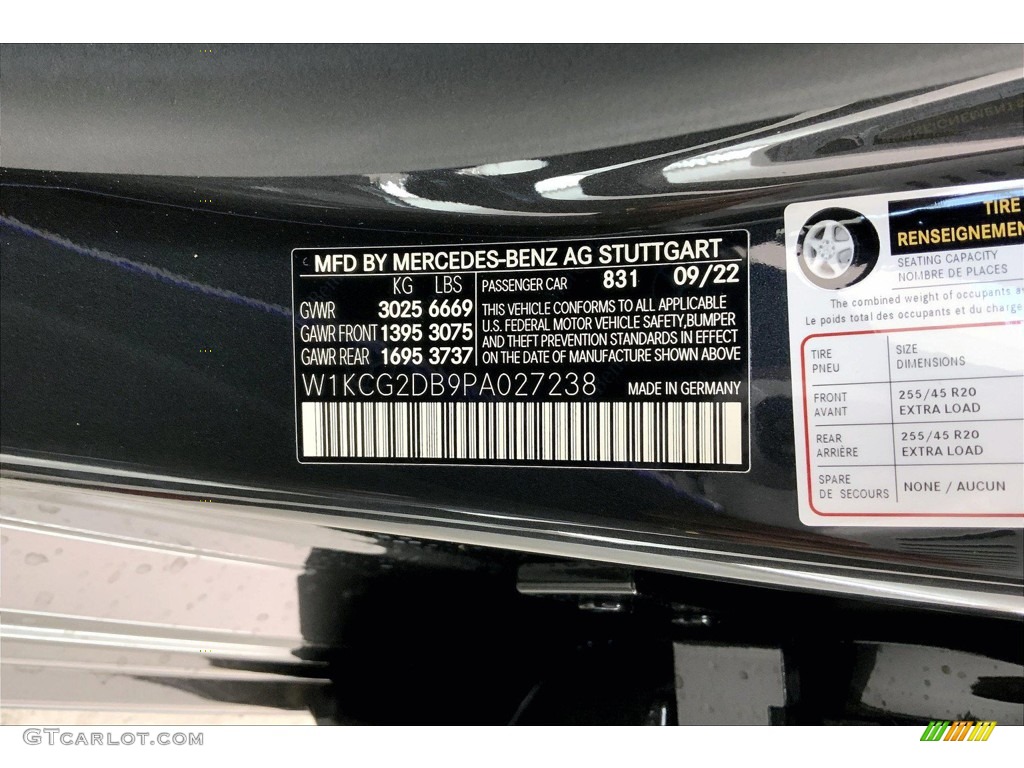 MFD BY MERCEDES-BENZ AG STUTTGART
KG LBS
GVWR 3025 6669
GAWR FRONT 1395 3075
GAWR REAR 1695 3737
PASSENGER CAR 831 09/22
THIS VEHICLE CONFORMS TO ALL APPLICABLE
U.S. FEDERAL MOTOR VEHICLE SAFETY,BUMPER
AND THEFT PREVENTION STANDARDS IN EFFECT
ON THE DATE OF MANUFACTURE SHOWN ABOVE
W1KCG2DB9PA027238 MADE IN GERMANY
TIRE
RENSEIGNEMEN
SEATING CAPACITY
NOMBRE DE PLACES
The combined weight of occupants a
Le poids total des occupants et du charge
TIRE SIZE
PNEU DIMENSIONS
FRONT 255/45 R20
AVANT EXTRA LOAD
REAR 255/45 R20
ARRIÈRE EXTRA LOAD
SPARE NONE / AUCUN
DE SECOURS
GTCarLot.com